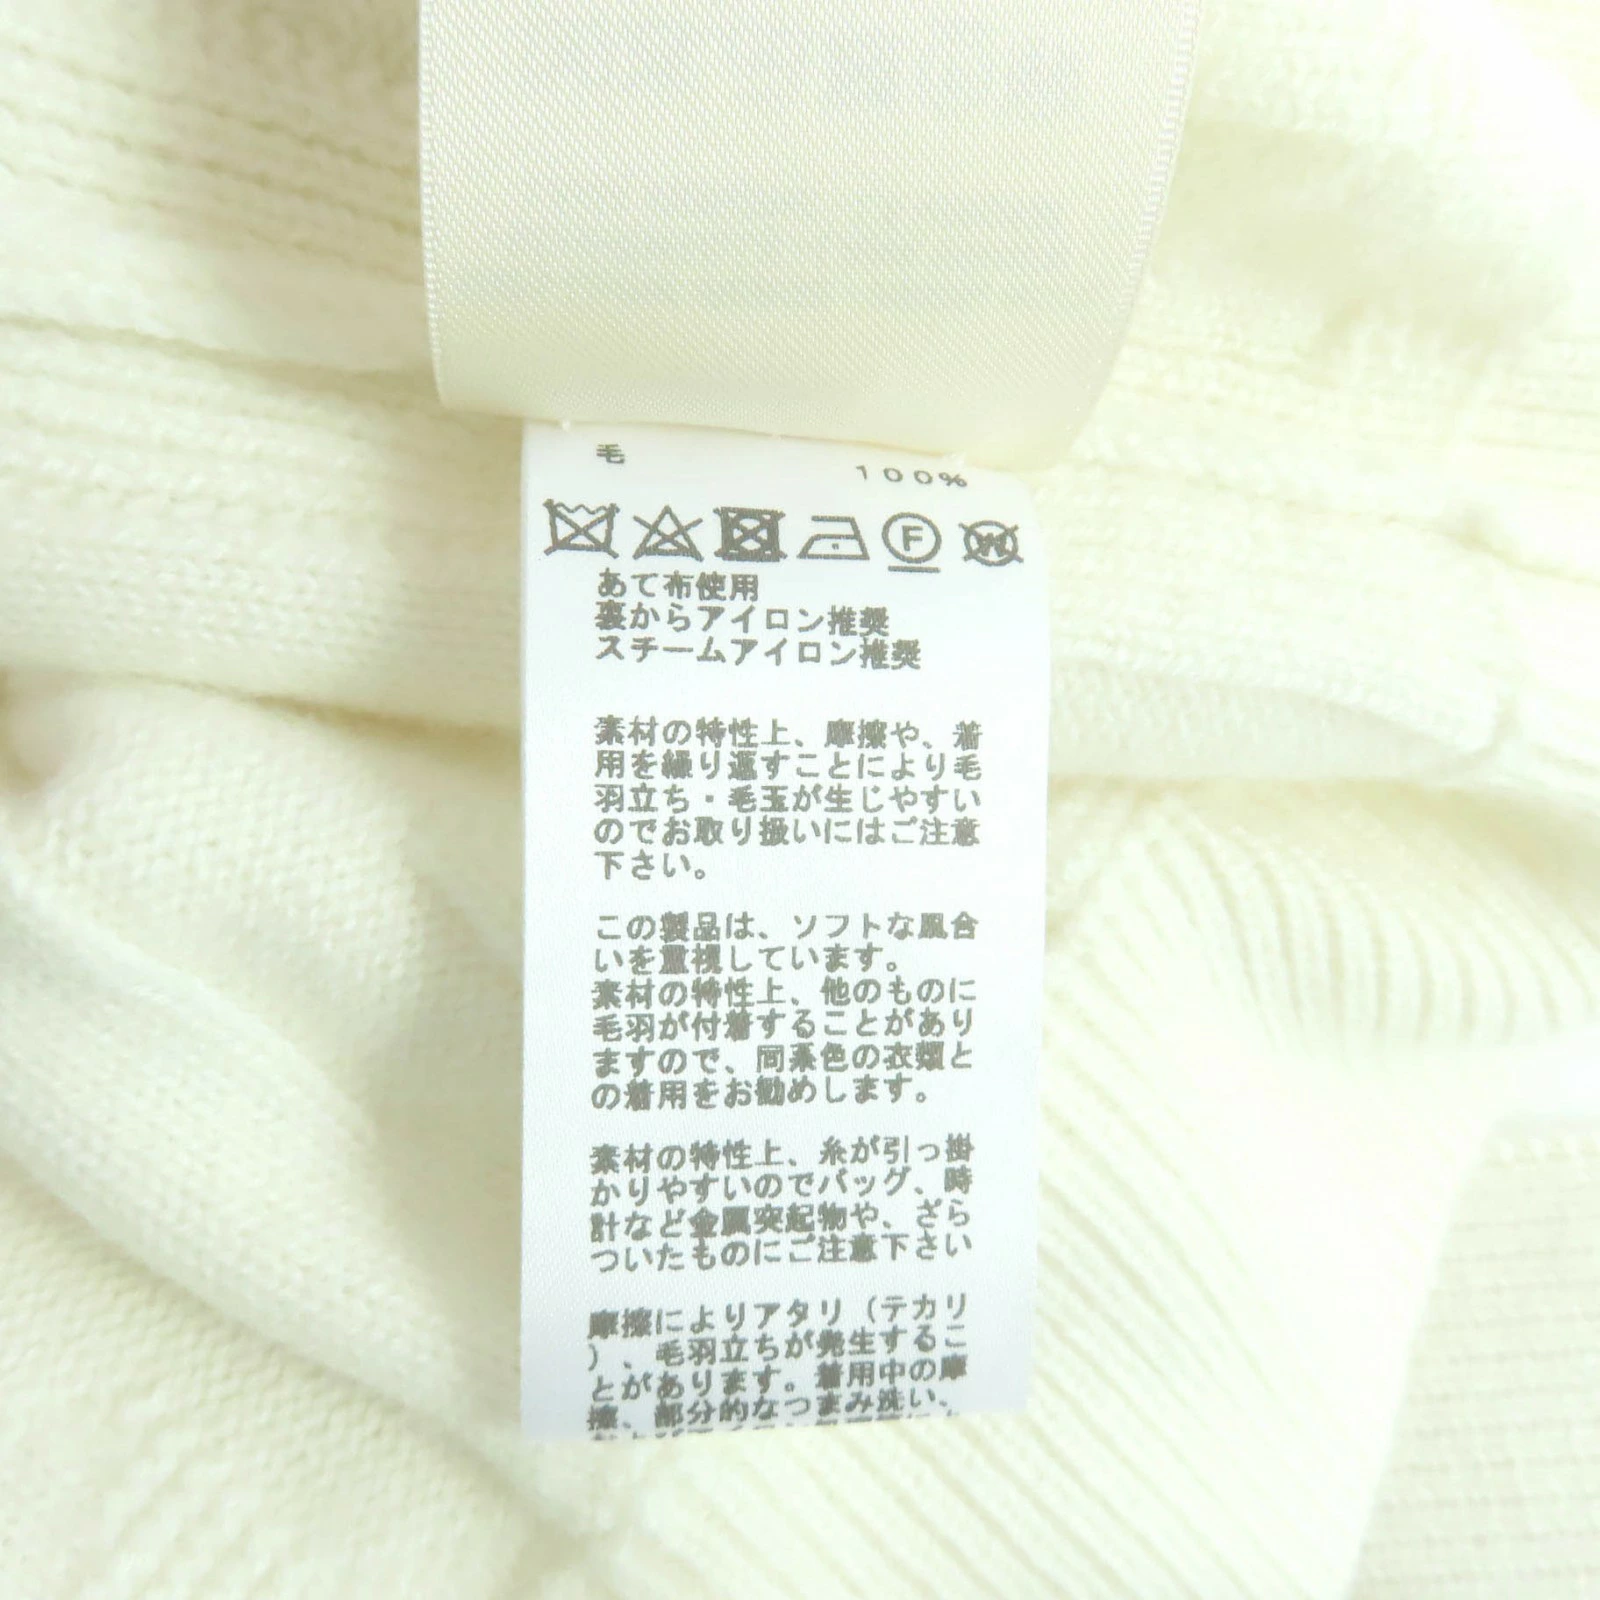 毛
100%
F W
あて布使用
裏からアイロン推奨
スチームアイロン推奨
素材の特性上、摩擦や、着
用を繰り返すことにより毛
羽立ち・毛玉が生じやすい
のでお取り扱いにはご注意
下さい。
この製品は、ソフトな風合
いを重視しています。
素材の特性上、他のものに
毛羽が付着することがあり
ますので、同系色の衣類と
の着用をお勧めします。
素材の特性上、糸が引っ掛
かりやすいのでバッグ、時
計など金属突起物や、ざら
ついたものにご注意下さい
摩擦によりアタリ（テカリ
）、毛羽立ちが発生するこ
とがあります。着用中の摩
擦、部分的なつまみ洗い、